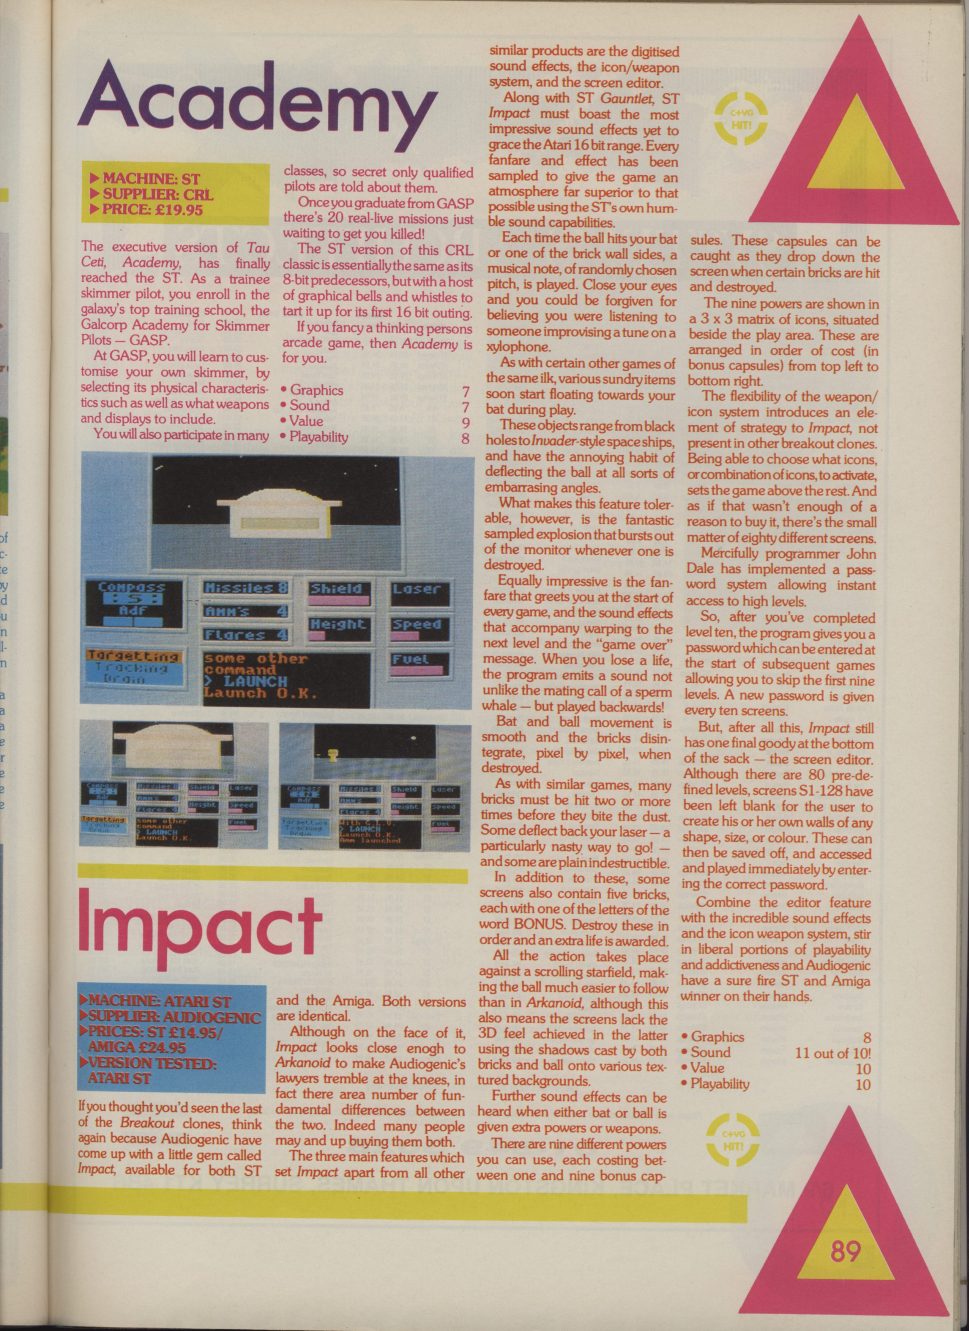 Academy
▶ MACHINE: ST
▶ SUPPLIER: CRL
▶ PRICE: £19.95
The executive version of Tau
Ceti, Academy, has finally
reached the ST. As a trainee
skimmer pilot, you enroll in the
galaxy's top training school, the
Galcorp Academy for Skimmer
Pilots — GASP.
At GASP, you will learn to cus-
tomise your own skimmer, by
selecting its physical characteris-
tics such as well as what weapons
and displays to include.
You will also participate in many
classes, so secret only qualified
pilots are told about them.
Once you graduate from GASP
there's 20 real-live missions just
waiting to get you killed!
The ST version of this CRL
classic is essentially the same as its
8-bit predecessors, but with a host
of graphical bells and whistles to
tart it up for its first 16 bit outing.
If you fancy a thinking persons
arcade game, then Academy is
for you.
• Graphics 7
• Sound 7
• Value 9
• Playability 8
Compass
Adf
Missiles 8
AMM's 4
Flares 4
Shield
Height
Laser
Speed
Fuel
Targetting
Tracking
Drain
some other
command
> LAUNCH
Launch O.K.
Compass
Adf
Missiles 8
AMM's 4
Flares 4
Shield
Height
Laser
Speed
Fuel
Targetting
Tracking
Drain
some other
command
> LAUNCH
Launch O.K.
Compass
Adf
Missiles
AMM's
Flares 4
Shield
Height
Laser
Speed
Fuel
Targetting
Tracking
Drain
> LAUNCH
Launch O.K.
Amm launched
Impact
▶MACHINE: ATARI ST
▶SUPPLIER: AUDIOGENIC
▶PRICES: ST £14.95/
AMIGA £24.95
▶VERSION TESTED:
ATARI ST
If you thought you'd seen the last
of the Breakout clones, think
again because Audiogenic have
come up with a little gem called
Impact, available for both ST
and the Amiga. Both versions
are identical.
Although on the face of it,
Impact looks close enogh to
Arkanoid to make Audiogenic's
lawyers tremble at the knees, in
fact there area number of fun-
damental differences between
the two. Indeed many people
may and up buying them both.
The three main features which
set Impact apart from all other
similar products are the digitised
sound effects, the icon/weapon
system, and the screen editor.
Along with ST Gauntlet, ST
Impact must boast the most
impressive sound effects yet to
grace the Atari 16 bit range. Every
fanfare and effect has been
sampled to give the game an
atmosphere far superior to that
possible using the ST's own hum-
ble sound capabilities.
Each time the ball hits your bat
or one of the brick wall sides, a
musical note, of randomly chosen
pitch, is played. Close your eyes
and you could be forgiven for
believing you were listening to
someone improvising a tune on a
xylophone.
As with certain other games of
the same ilk, various sundry items
soon start floating towards your
bat during play.
These objects range from black
holes to Invader-style space ships,
and have the annoying habit of
deflecting the ball at all sorts of
embarrasing angles.
What makes this feature toler-
able, however, is the fantastic
sampled explosion that bursts out
of the monitor whenever one is
destroyed.
Equally impressive is the fan-
fare that greets you at the start of
every game, and the sound effects
that accompany warping to the
next level and the “game over”
message. When you lose a life,
the program emits a sound not
unlike the mating call of a sperm
whale — but played backwards!
Bat and ball movement is
smooth and the bricks disin-
tegrate, pixel by pixel, when
destroyed.
As with similar games, many
bricks must be hit two or more
times before they bite the dust.
Some deflect back your laser — a
particularly nasty way to go! —
and some are plain indestructible.
In addition to these, some
screens also contain five bricks,
each with one of the letters of the
word BONUS. Destroy these in
order and an extra life is awarded.
All the action takes place
against a scrolling starfield, mak-
ing the ball much easier to follow
than in Arkanoid, although this
also means the screens lack the
3D feel achieved in the latter
using the shadows cast by both
bricks and ball onto various tex-
tured backgrounds.
Further sound effects can be
heard when either bat or ball is
given extra powers or weapons.
There are nine different powers
you can use, each costing bet-
ween one and nine bonus cap-
C+VG
HIT!
sules. These capsules can be
caught as they drop down the
screen when certain bricks are hit
and destroyed.
The nine powers are shown in
a 3 x 3 matrix of icons, situated
beside the play area. These are
arranged in order of cost (in
bonus capsules) from top left to
bottom right.
The flexibility of the weapon/
icon system introduces an ele-
ment of strategy to Impact, not
present in other breakout clones.
Being able to choose what icons,
or combination of icons, to activate,
sets the game above the rest. And
as if that wasn't enough of a
reason to buy it, there's the small
matter of eighty different screens.
Mercifully programmer John
Dale has implemented a pass-
word system allowing instant
access to high levels.
So, after you've completed
level ten, the program gives you a
password which can be entered at
the start of subsequent games
allowing you to skip the first nine
levels. A new password is given
every ten screens.
But, after all this, Impact still
has one final goody at the bottom
of the sack — the screen editor.
Although there are 80 pre-de-
fined levels, screens S1-128 have
been left blank for the user to
create his or her own walls of any
shape, size, or colour. These can
then be saved off, and accessed
and played immediately by enter-
ing the correct password.
Combine the editor feature
with the incredible sound effects
and the icon weapon system, stir
in liberal portions of playability
and addictiveness and Audiogenic
have a sure fire ST and Amiga
winner on their hands.
• Graphics 8
• Sound 11 out of 10!
• Value 10
• Playability 10
C+VG
HIT!
89